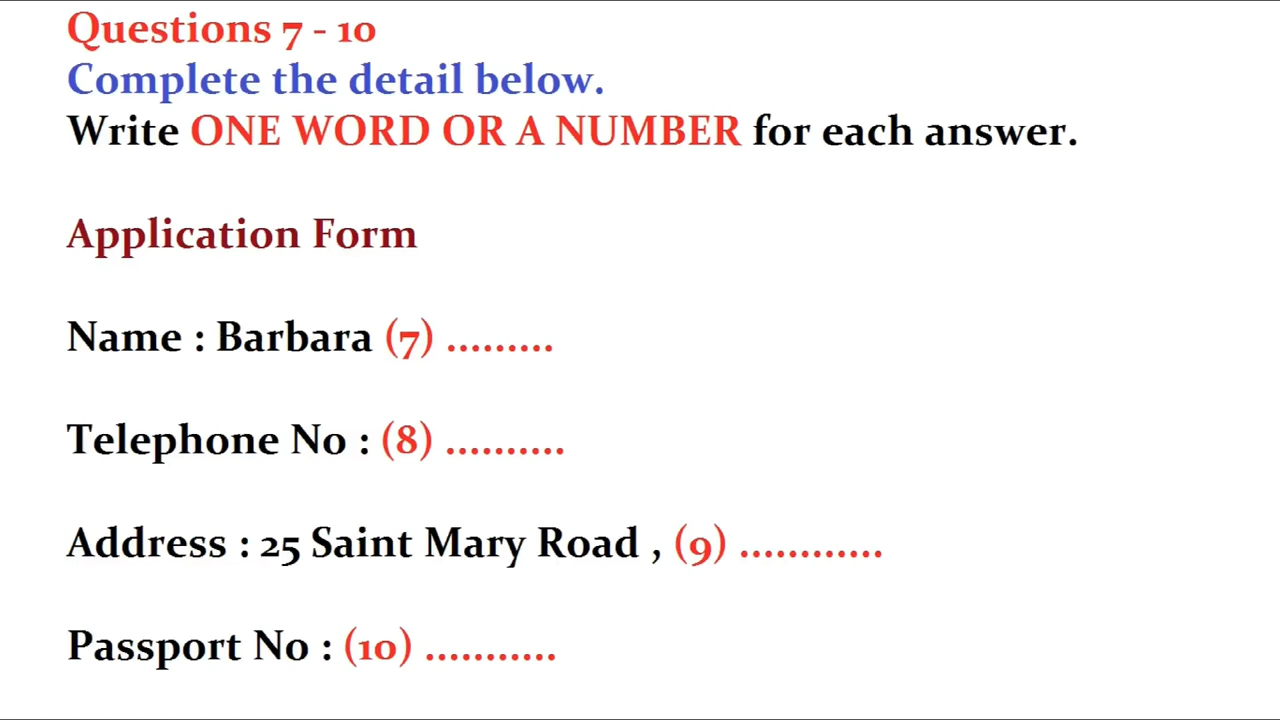 Questions 7 - 10
Complete the detail below.
Write ONE WORD OR A NUMBER for each answer.
Application Form
Name : Barbara (7) .........
Telephone No : (8) ..........
Address : 25 Saint Mary Road , (9) ............
Passport No : (10) ...........